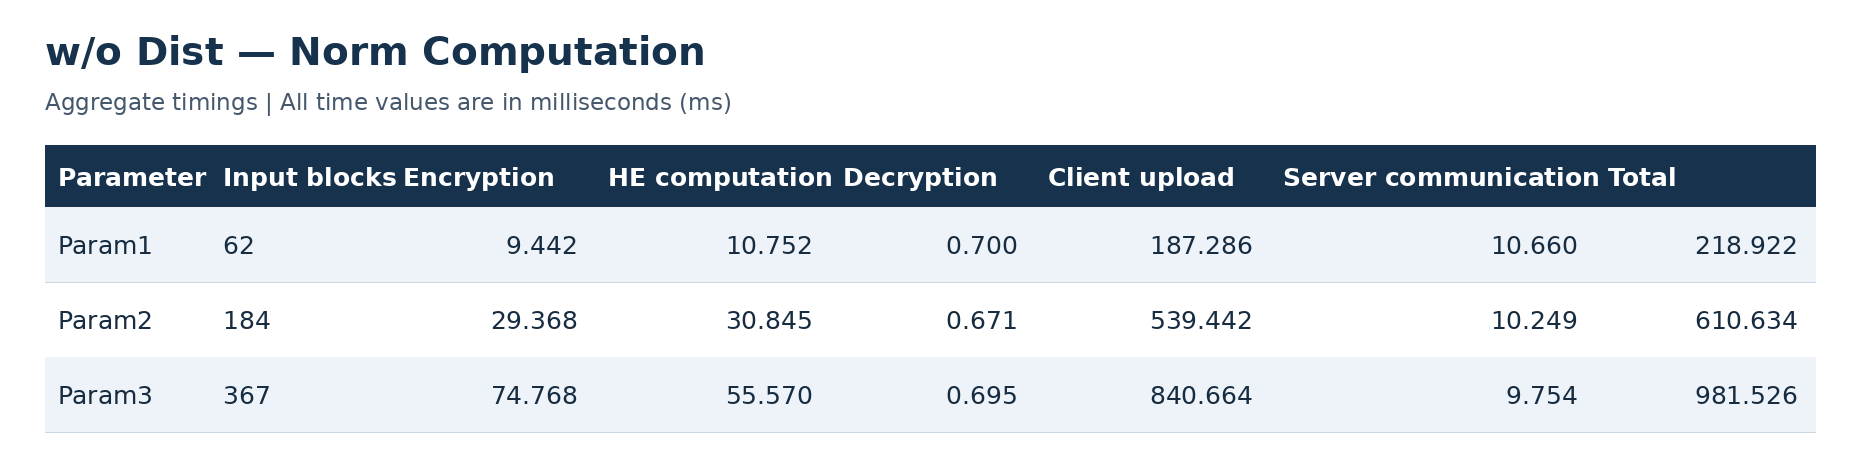 w/o Dist — Norm Computation
Aggregate timings | All time values are in milliseconds (ms)
Parameter Input blocks Encryption HE computation Decryption Client upload Server communication Total
Param1 62 9.442 10.752 0.700 187.286 10.660 218.922
Param2 184 29.368 30.845 0.671 539.442 10.249 610.634
Param3 367 74.768 55.570 0.695 840.664 9.754 981.526